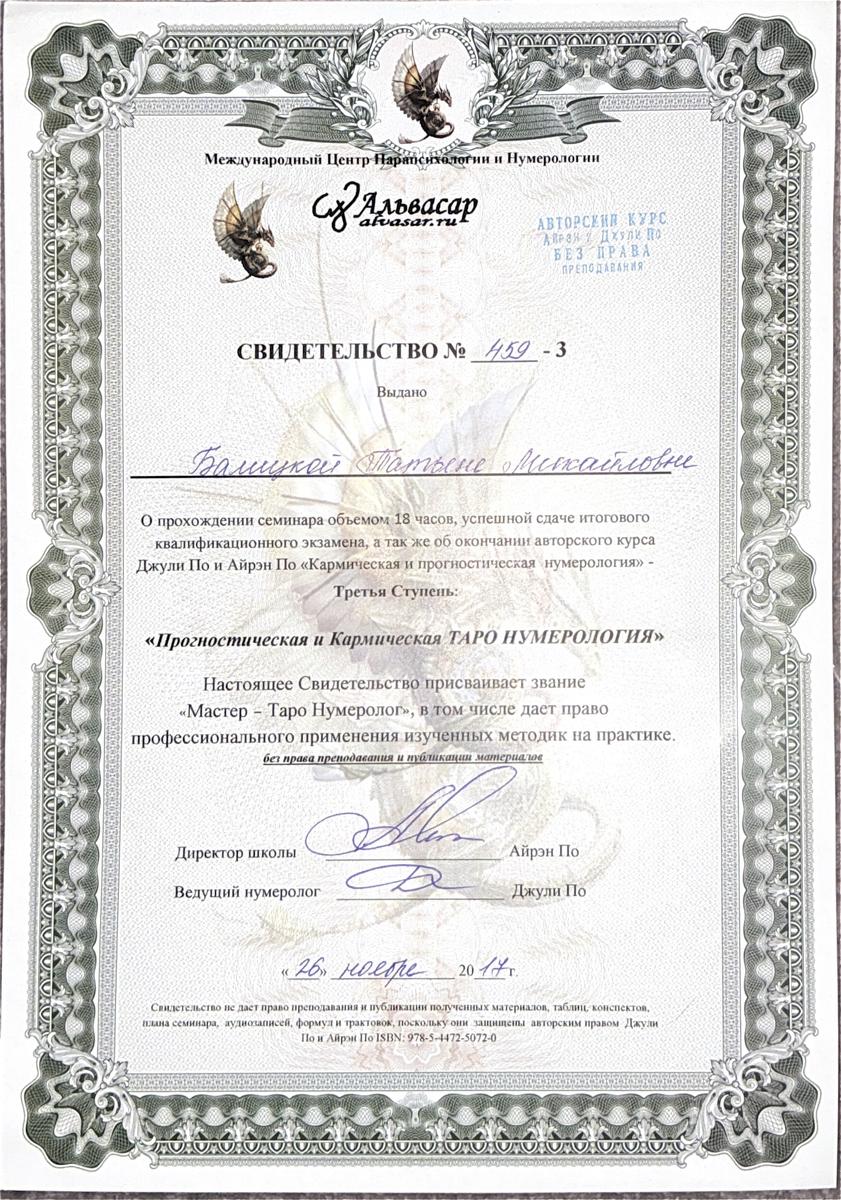 Международный Центр Парапсихологии и Нумерологии
Альвасар
alvasar.ru
АВТОРСКИЙ КУРС
Айрэн и Джули По
БЕЗ ПРАВА
ПРЕПОДАВАНИЯ
СВИДЕТЕЛЬСТВО № 459 - 3
Выдано
Балицкой Татьяне Михайловне
О прохождении семинара объемом 18 часов, успешной сдаче итогового
квалификационного экзамена, а так же об окончании авторского курса
Джули По и Айрэн По «Кармическая и прогностическая нумерология» -
Третья Ступень:
«Прогностическая и Кармическая ТАРО НУМЕРОЛОГИЯ»
Настоящее Свидетельство присваивает звание
«Мастер – Таро Нумеролог», в том числе дает право
профессионального применения изученных методик на практике.
без права преподавания и публикации материалов
Директор школы Айрэн По
Ведущий нумеролог Джули По
«26» ноября 2017 г.
Свидетельство не дает право преподавания и публикации полученных материалов, таблиц, конспектов,
плана семинара, аудиозаписей, формул и трактовок, поскольку они защищены авторским правом Джули
По и Айрэн По ISBN: 978-5-4472-5072-0